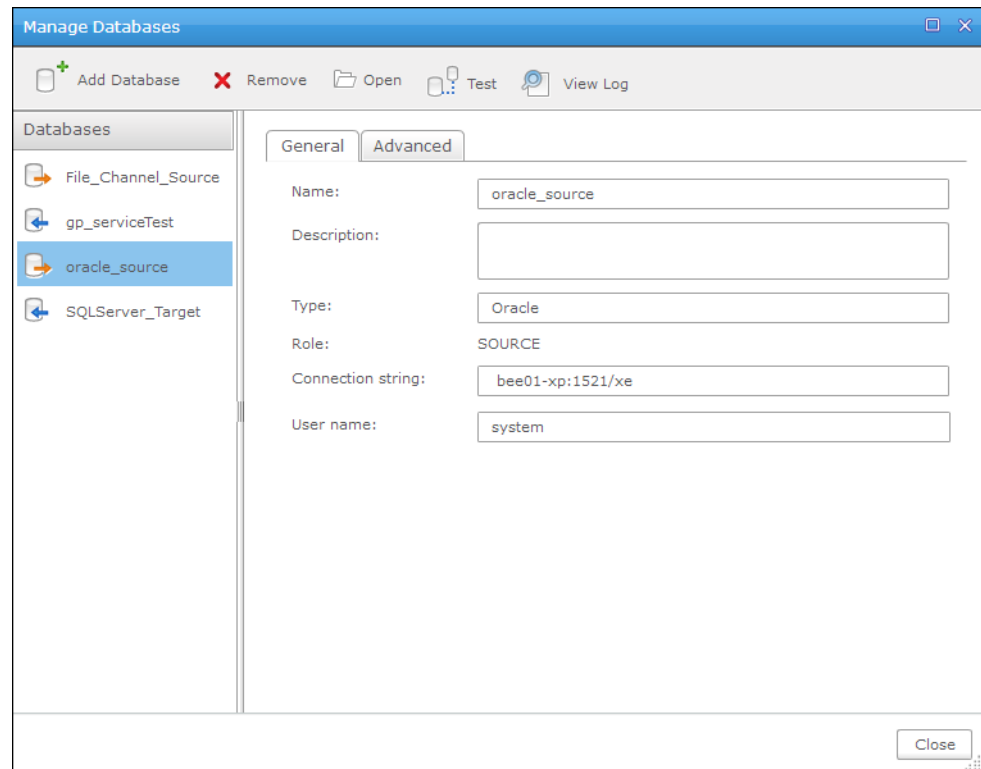 Manage Databases
Add Database Remove Open Test View Log
Databases
File_Channel_Source
gp_serviceTest
oracle_source
SQLServer_Target
General Advanced
Name: oracle_source
Description:
Type: Oracle
Role: SOURCE
Connection string: bee01-xp:1521/xe
User name: system
Close